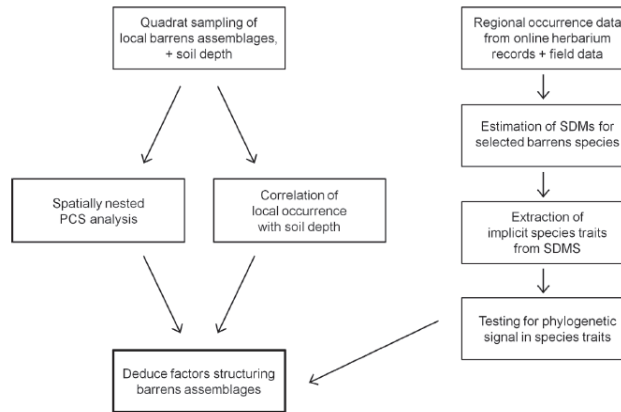 Quadrat sampling of
local barrens assemblages,
+ soil depth
Regional occurrence data
from online herbarium
records + field data
Estimation of SDMs for
selected barrens species
Spatially nested
PCS analysis
Correlation of
local occurrence
with soil depth
Extraction of
implicit species traits
from SDMS
Testing for phylogenetic
signal in species traits
Deduce factors structuring
barrens assemblages